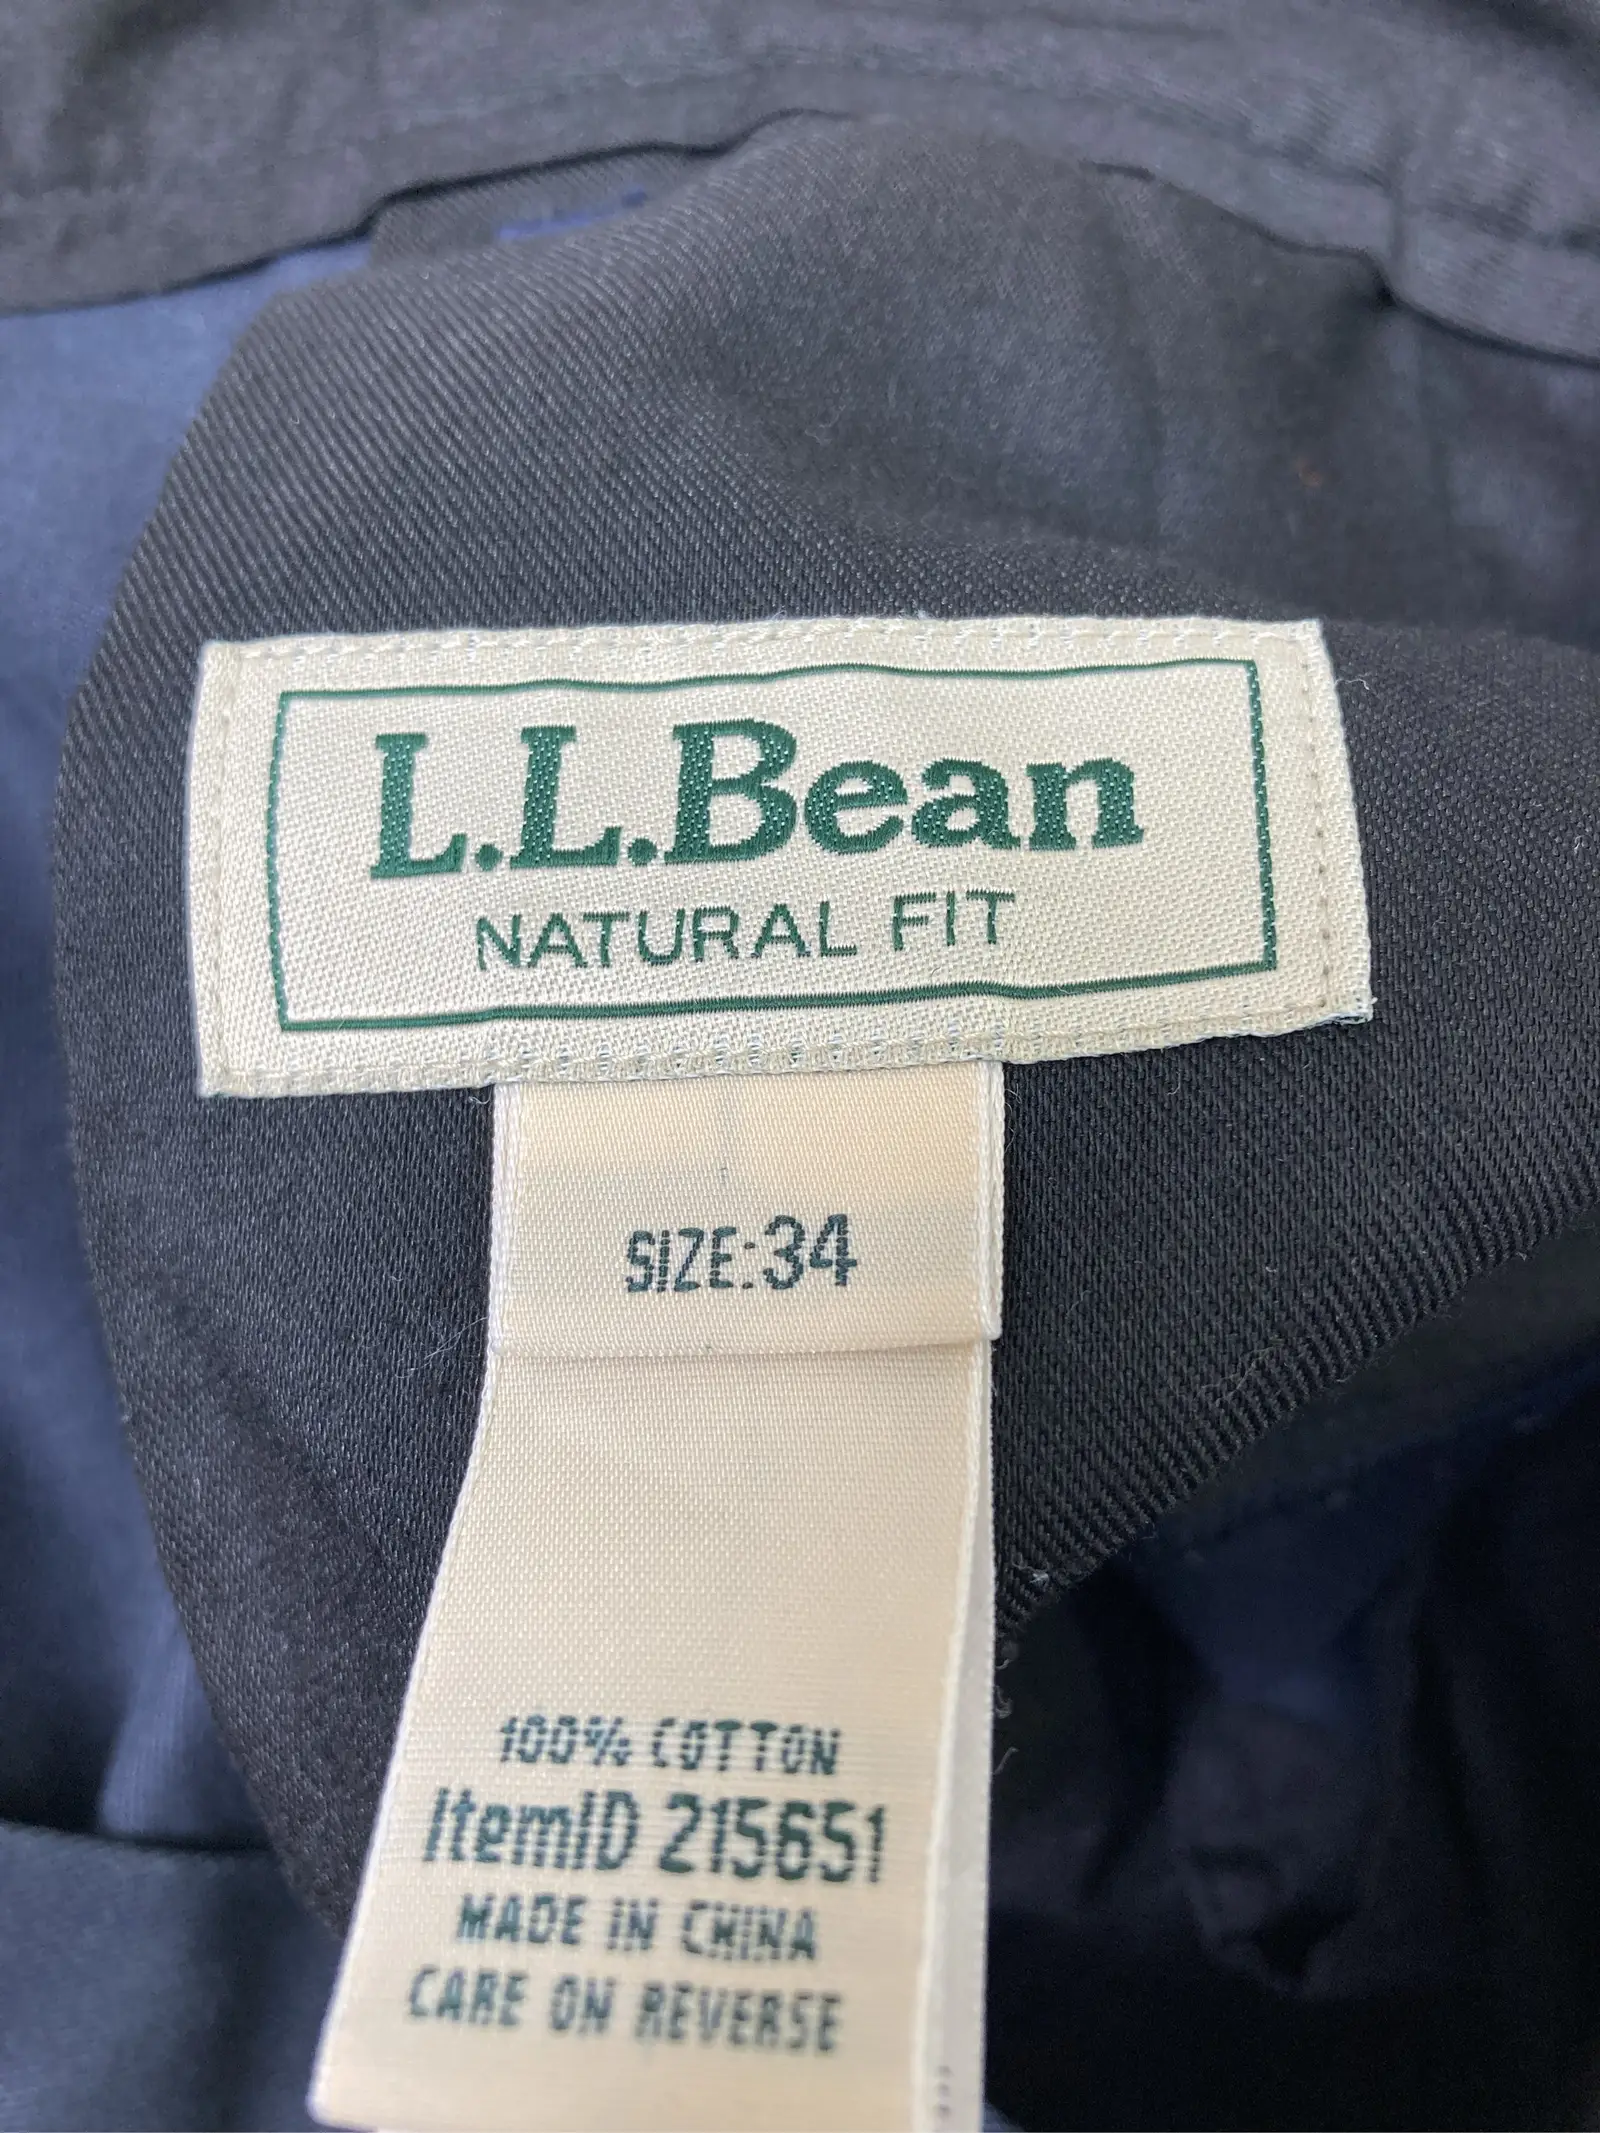 L.L.Bean
NATURAL FIT
SIZE:34
100% COTTON
itemID 215651
MADE IN CHINA
CARE ON REVERSE